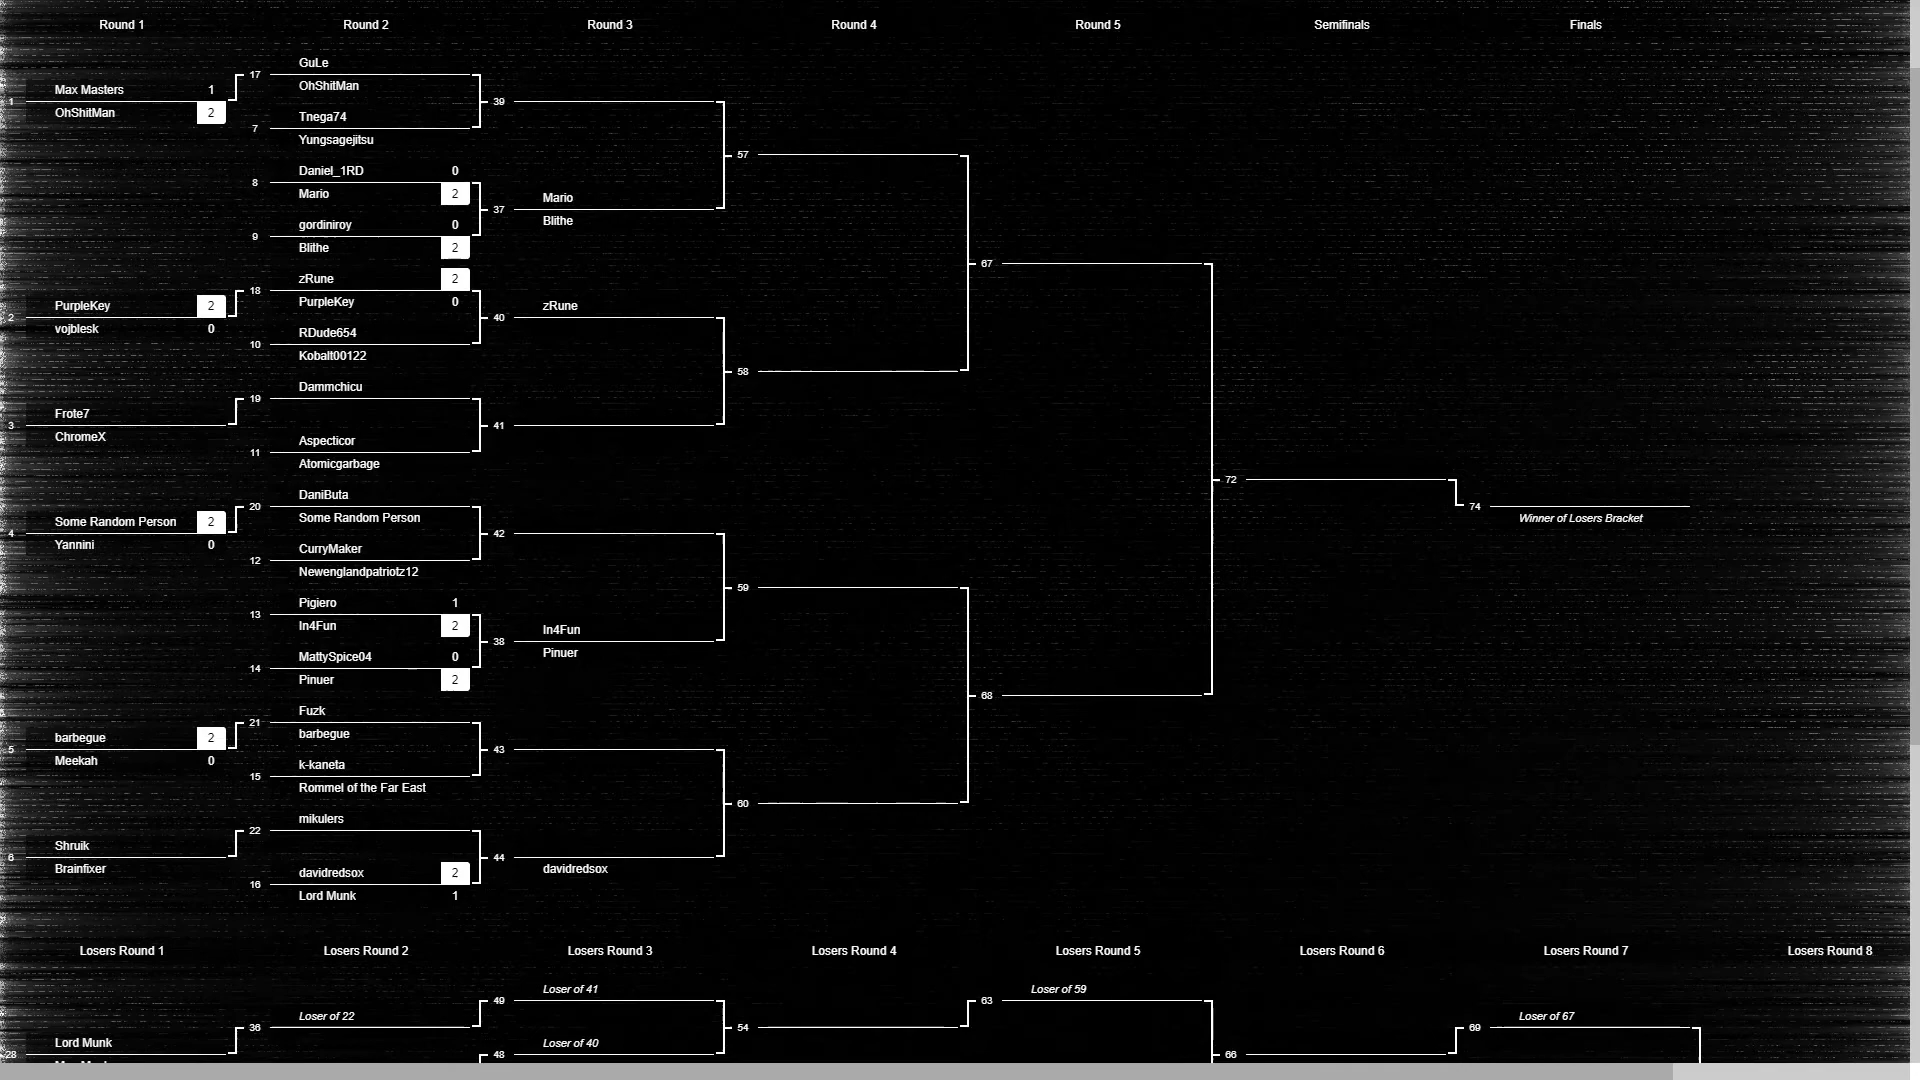 Round 1 Round 2 Round 3 Round 4 Round 5 Semifinals Finals
GuLe
17
OhShitMan
Max Masters 1
1
OhShitMan 2
39
Tnega74
7
Yungsagejitsu
57
Daniel_1RD 0
8
Mario 2
Mario
37
Blithe
gordiniroy 0
9
Blithe 2
67
zRune 2
18
PurpleKey 0
PurpleKey 2
2
vojblesk 0
zRune
40
RDude654
10
Kobalt00122
58
Dammchicu
19
Frote7
3
ChromeX
41
Aspecticor
11
Atomicgarbage
72
DaniButa
20
Some Random Person
74
Winner of Losers Bracket
Some Random Person 2
4
Yannini 0
42
CurryMaker
12
Newenglandpatriotz12
59
Pigiero 1
13
In4Fun 2
In4Fun
38
Pinuer
MattySpice04 0
14
Pinuer 2
68
Fuzk
21
barbegue
barbegue 2
5
Meekah 0
43
k-kaneta
15
Rommel of the Far East
60
mikulers
22
Shruik
6
Brainfixer
44
davidredsox
davidredsox 2
16
Lord Munk 1
Losers Round 1 Losers Round 2 Losers Round 3 Losers Round 4 Losers Round 5 Losers Round 6 Losers Round 7 Losers Round 8
Loser of 41
49
Loser of 59
63
Loser of 22
36
54
Loser of 67
69
Lord Munk
28
Loser of 40
48
66